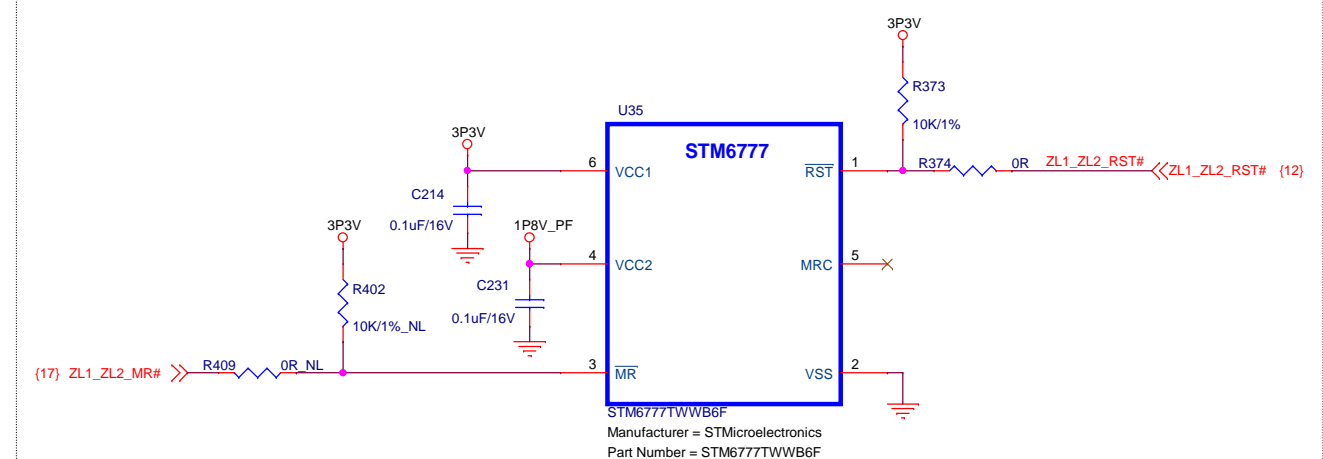 3P3V
R373
10K/1%
U35
STM6777
3P3V
6
VCC1
RST
1
R374
0R
ZL1_ZL2_RST#
ZL1_ZL2_RST# {12}
C214
0.1uF/16V
3P3V
1P8V_PF
4
VCC2
MRC
5
C231
0.1uF/16V
R402
10K/1%_NL
{17} ZL1_ZL2_MR#
R409
0R_NL
3
MR
VSS
2
STM6777TWWB6F
Manufacturer = STMicroelectronics
Part Number = STM6777TWWB6F